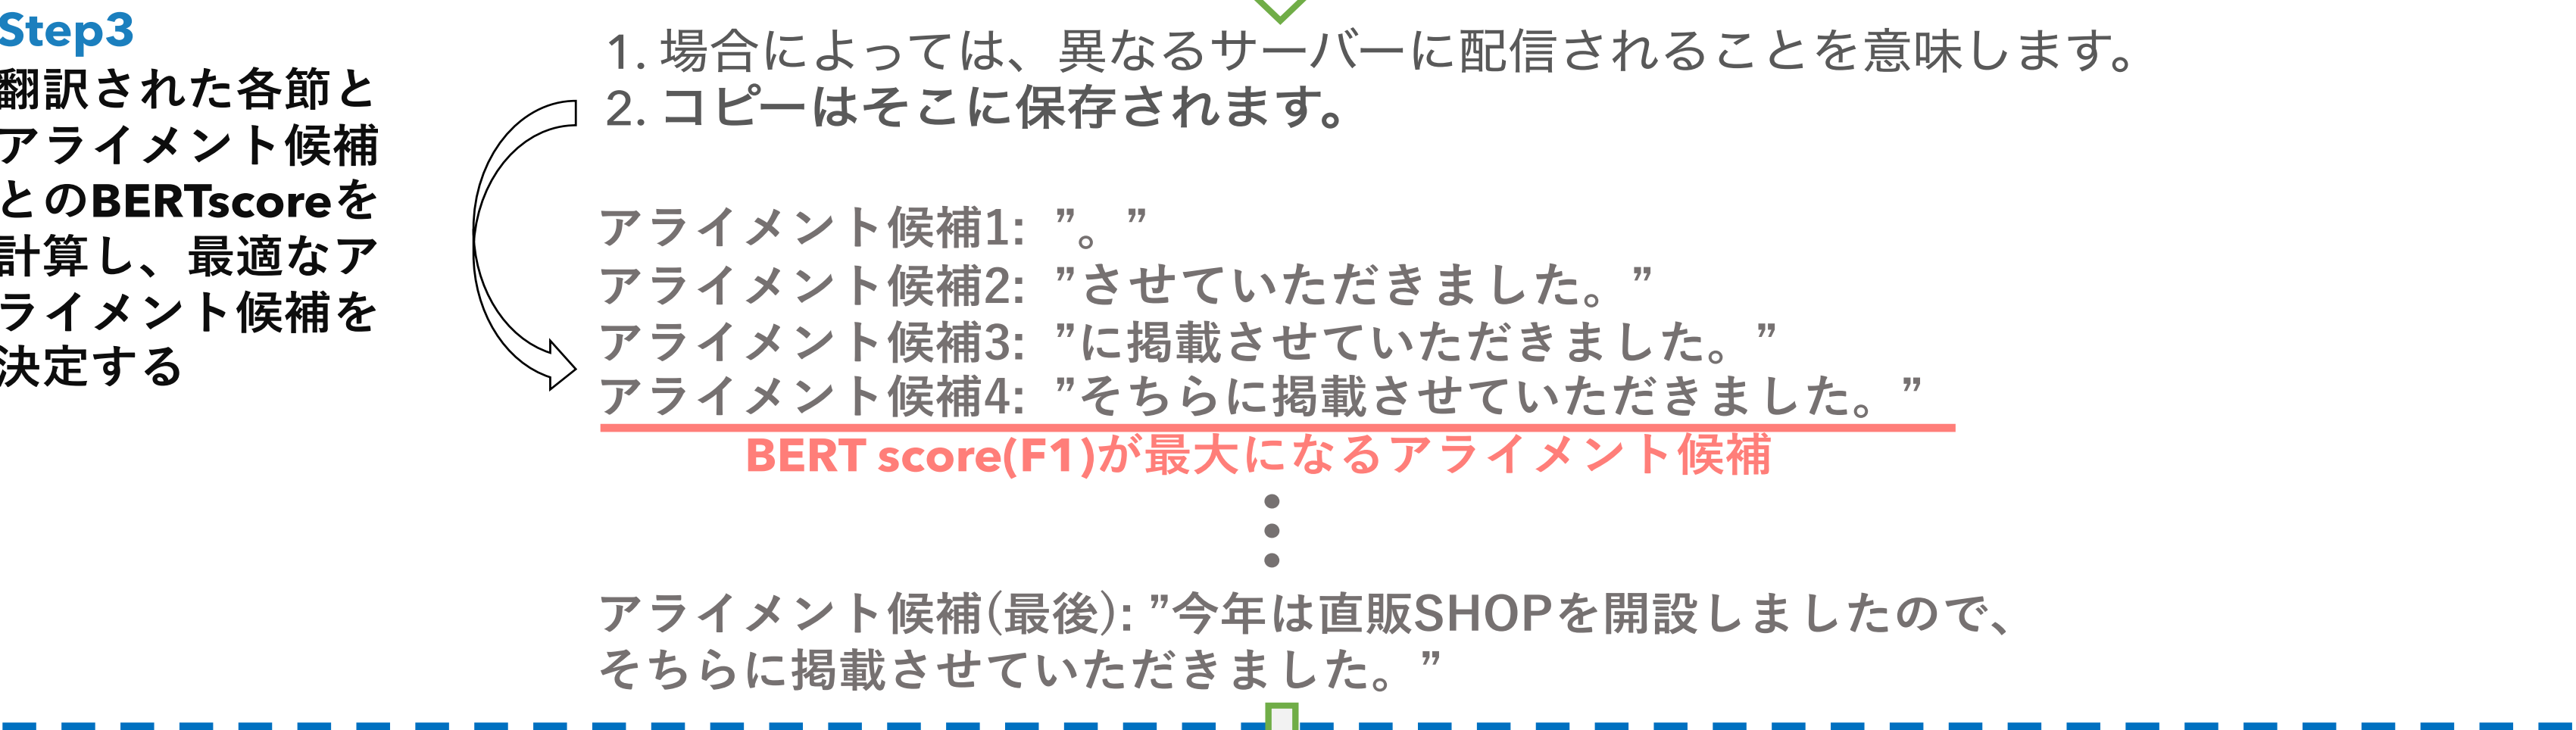 Step3
翻訳された各節と
アライメント候補
とのBERTscoreを
計算し、最適なア
ライメント候補を
決定する
1. 場合によっては、異なるサーバーに配信されることを意味します。
2. コピーはそこに保存されます。
アライメント候補1: ”。”
アライメント候補2: ”させていただきました。”
アライメント候補3: ”に掲載させていただきました。”
アライメント候補4: ”そちらに掲載させていただきました。”
BERT score(F1)が最大になるアライメント候補
アライメント候補(最後): ”今年は直販SHOPを開設しましたので、
そちらに掲載させていただきました。”